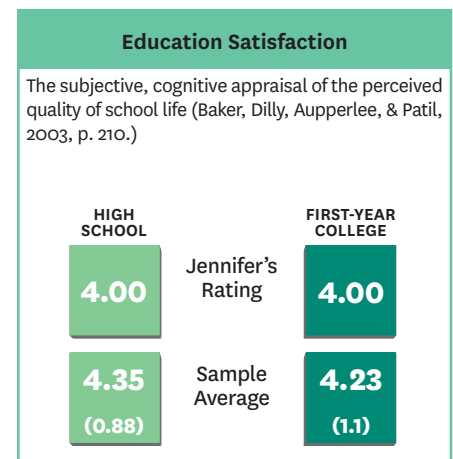 Education Satisfaction
The subjective, cognitive appraisal of the perceived
quality of school life (Baker, Dilly, Aupperlee, & Patil,
2003, p. 210.)
HIGH
SCHOOL
FIRST-YEAR
COLLEGE
4.00
Jennifer's
Rating
4.00
4.35
(0.88)
Sample
Average
4.23
(1.1)